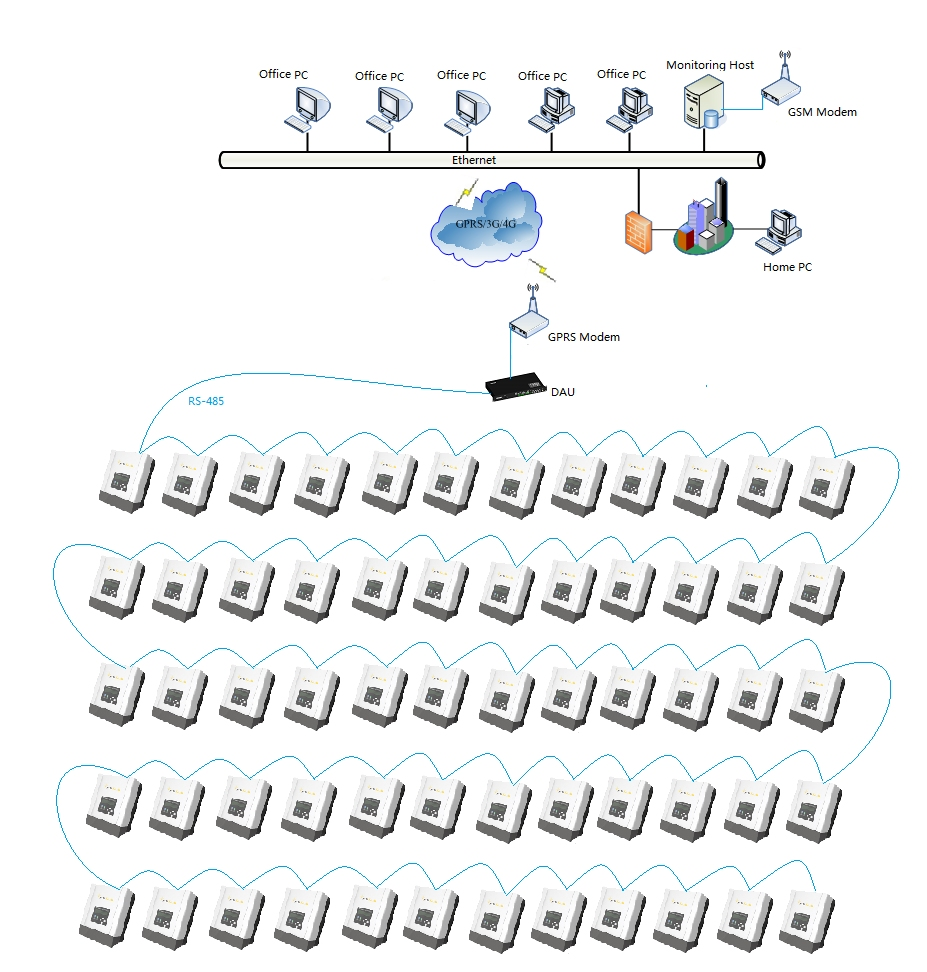 Office PC
Office PC
Office PC
Office PC
Office PC
Monitoring Host
GSM Modem
Ethernet
GPRS/3G/4G
Home PC
GPRS Modem
DAU
RS-485